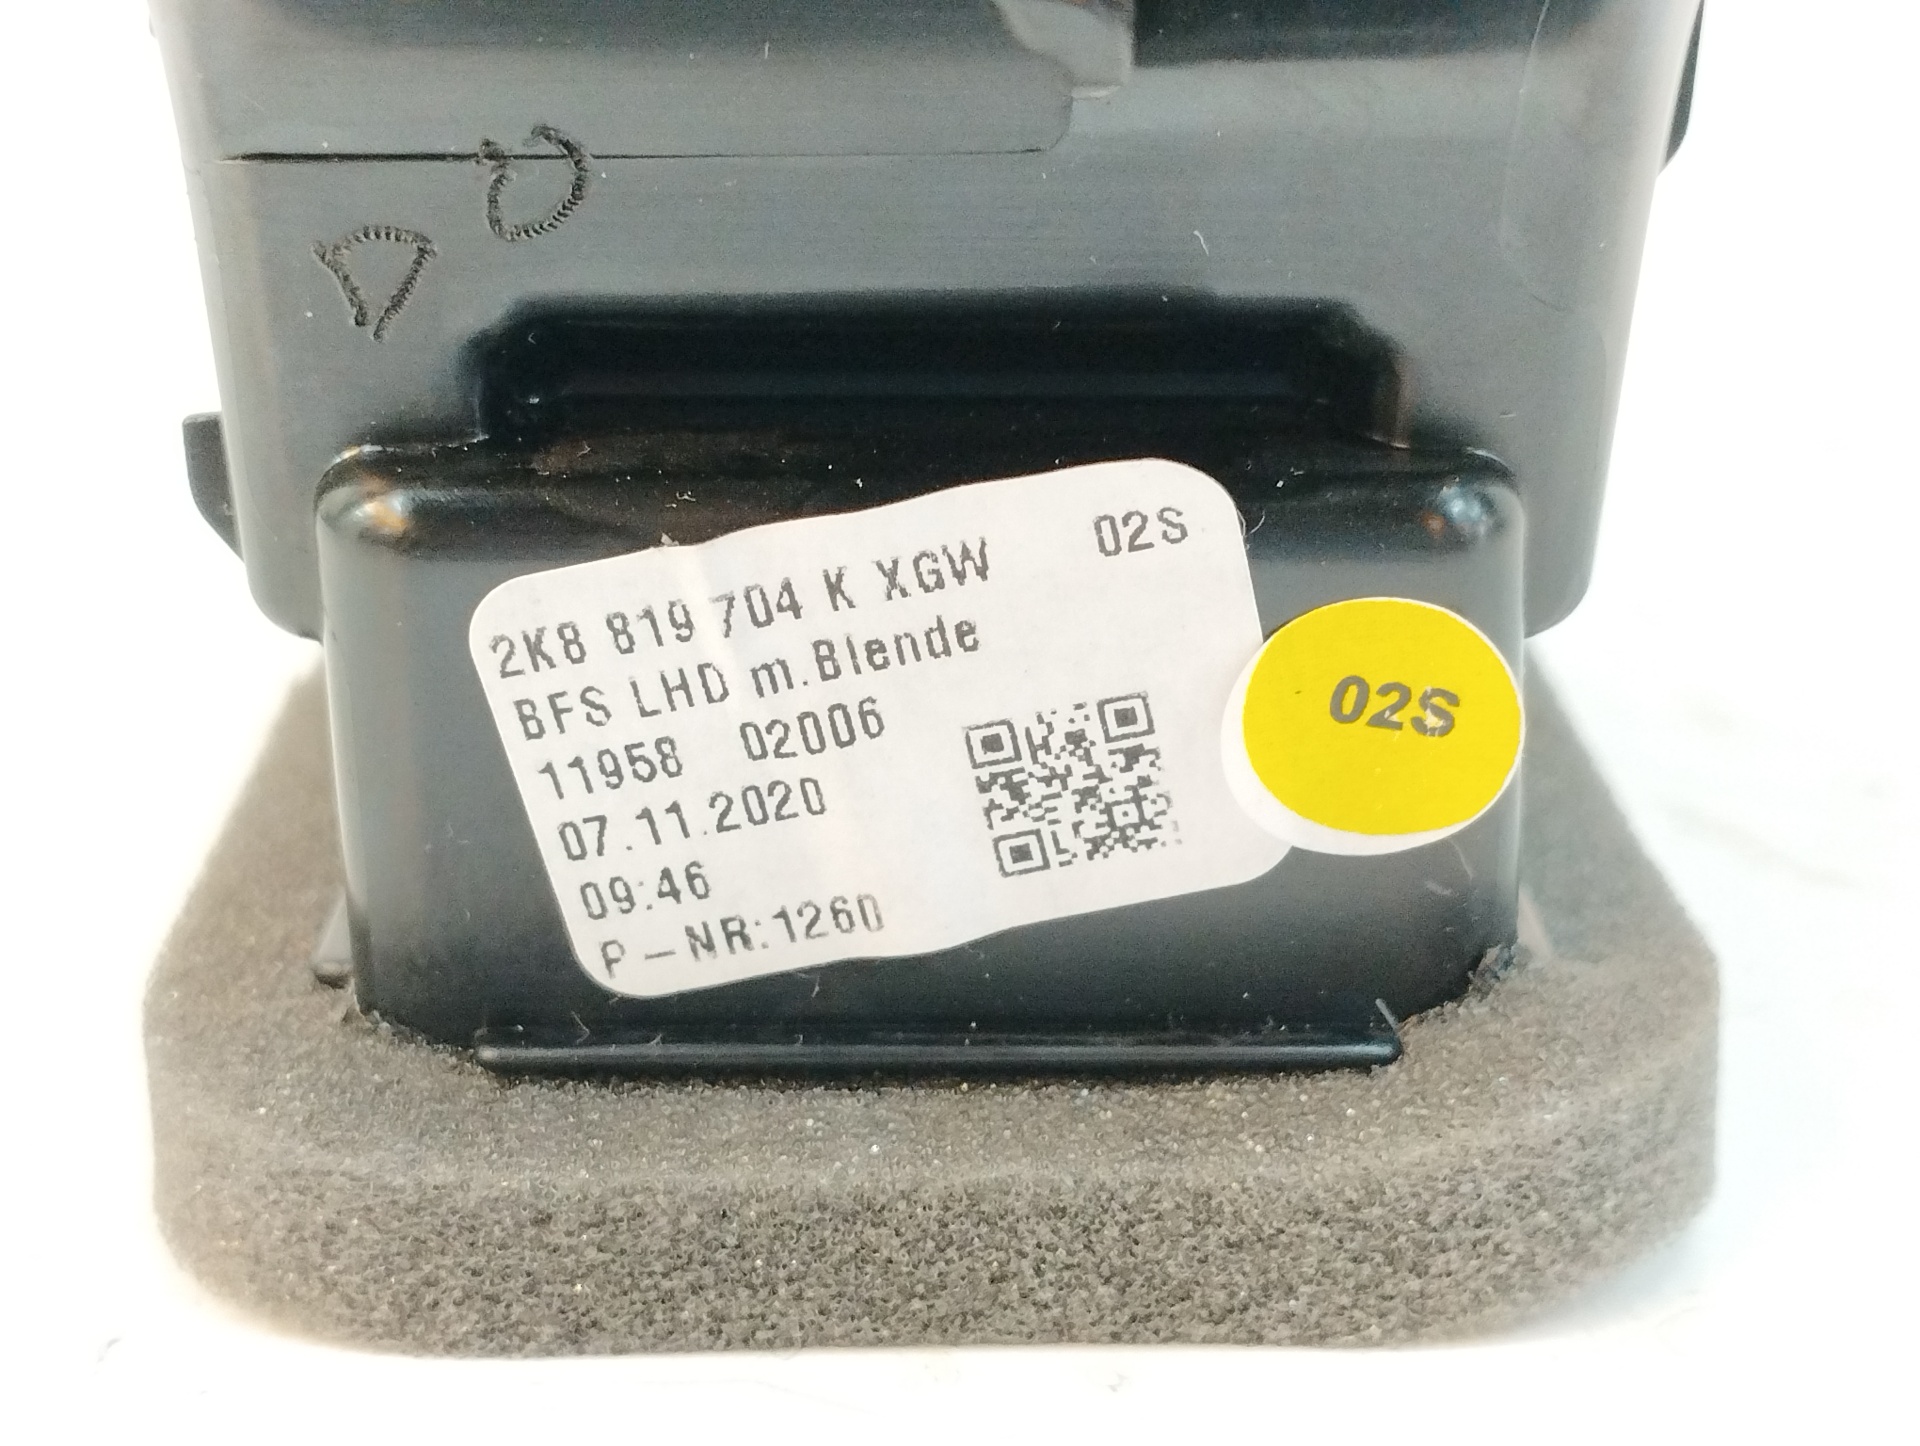 2K8 819 704 K XGW 02S
BFS LHD m.Blende
11958 02006
07.11.2020
09:46
P-NR:1260
02S